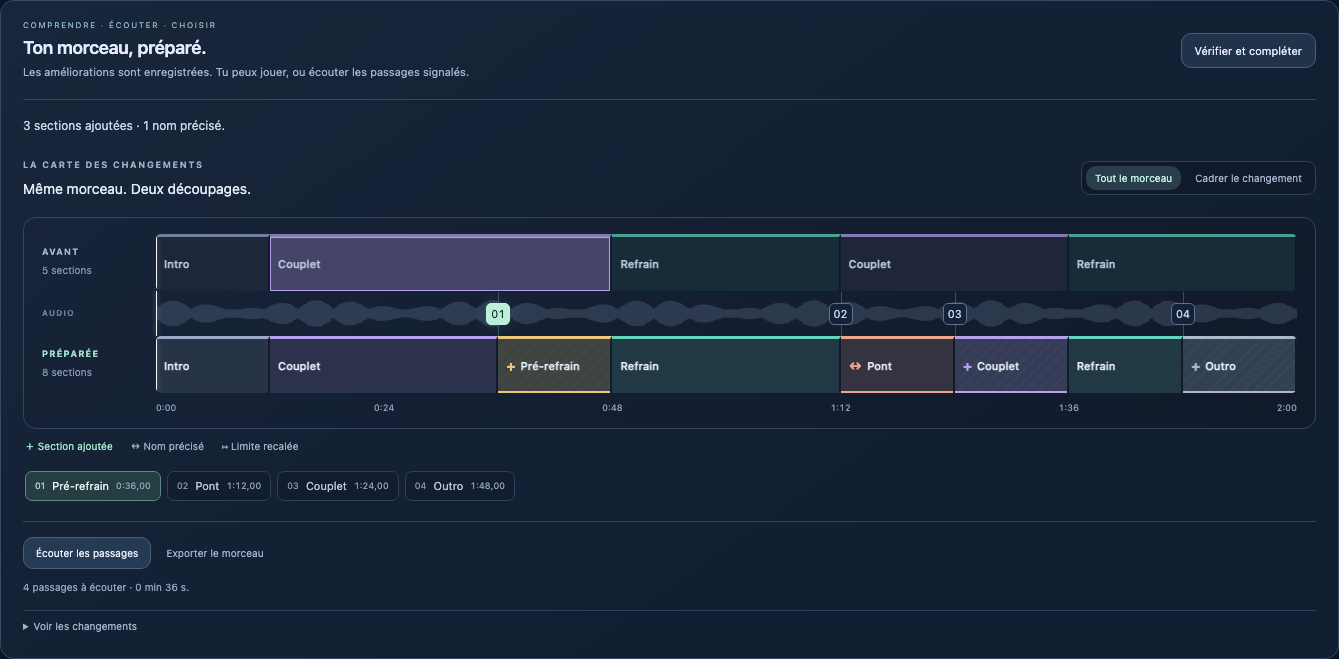 COMPRENDRE · ÉCOUTER · CHOISIR
Ton morceau, préparé.
Les améliorations sont enregistrées. Tu peux jouer, ou écouter les passages signalés.
Vérifier et compléter
3 sections ajoutées · 1 nom précisé.
LA CARTE DES CHANGEMENTS
Même morceau. Deux découpages.
Tout le morceau
Cadrer le changement
AVANT
5 sections
Intro
Couplet
Refrain
Couplet
Refrain
AUDIO
01
02
03
04
PRÉPARÉE
8 sections
Intro
Couplet
+ Pré-refrain
Refrain
↔ Pont
+ Couplet
Refrain
+ Outro
0:00 0:24 0:48 1:12 1:36 2:00
+ Section ajoutée ↔ Nom précisé ↦ Limite recalée
01 Pré-refrain 0:36,00
02 Pont 1:12,00
03 Couplet 1:24,00
04 Outro 1:48,00
Écouter les passages
Exporter le morceau
4 passages à écouter · 0 min 36 s.
▶ Voir les changements